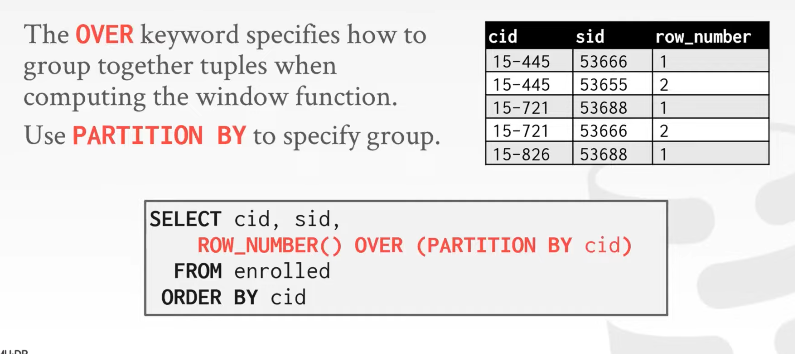 The OVER keyword specifies how to
group together tuples when
computing the window function.
Use PARTITION BY to specify group.
cid sid row_number
15-445 53666 1
15-445 53655 2
15-721 53688 1
15-721 53666 2
15-826 53688 1
SELECT cid, sid,
ROW_NUMBER() OVER (PARTITION BY cid)
FROM enrolled
ORDER BY cid